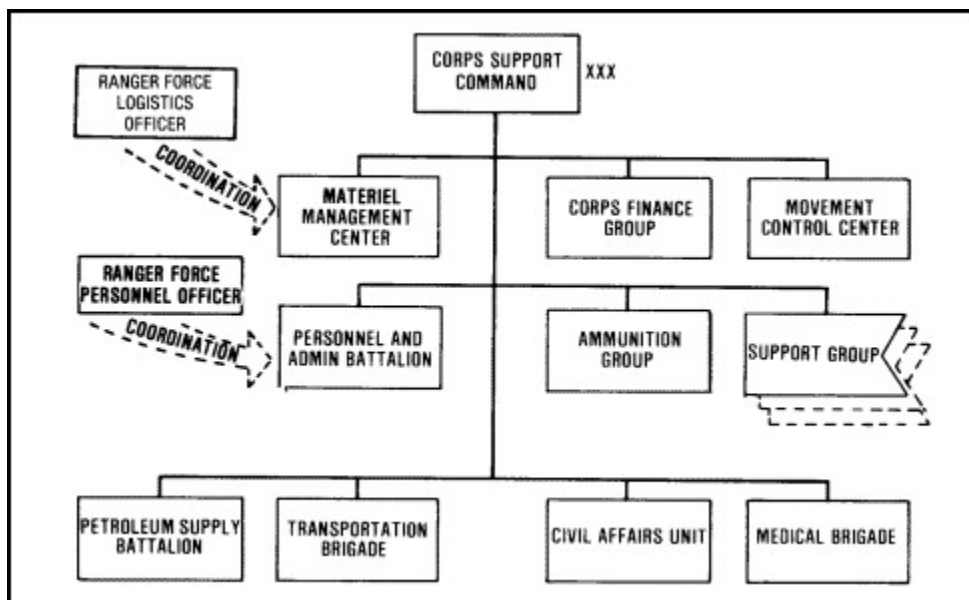 CORPS SUPPORT
COMMAND
XXX
RANGER FORCE
LOGISTICS
OFFICER
COORDINATION
MATERIEL
MANAGEMENT
CENTER
CORPS FINANCE
GROUP
MOVEMENT
CONTROL CENTER
RANGER FORCE
PERSONNEL OFFICER
COORDINATION
PERSONNEL AND
ADMIN BATTALION
AMMUNITION
GROUP
SUPPORT GROUP
PETROLEUM SUPPLY
BATTALION
TRANSPORTATION
BRIGADE
CIVIL AFFAIRS UNIT
MEDICAL BRIGADE